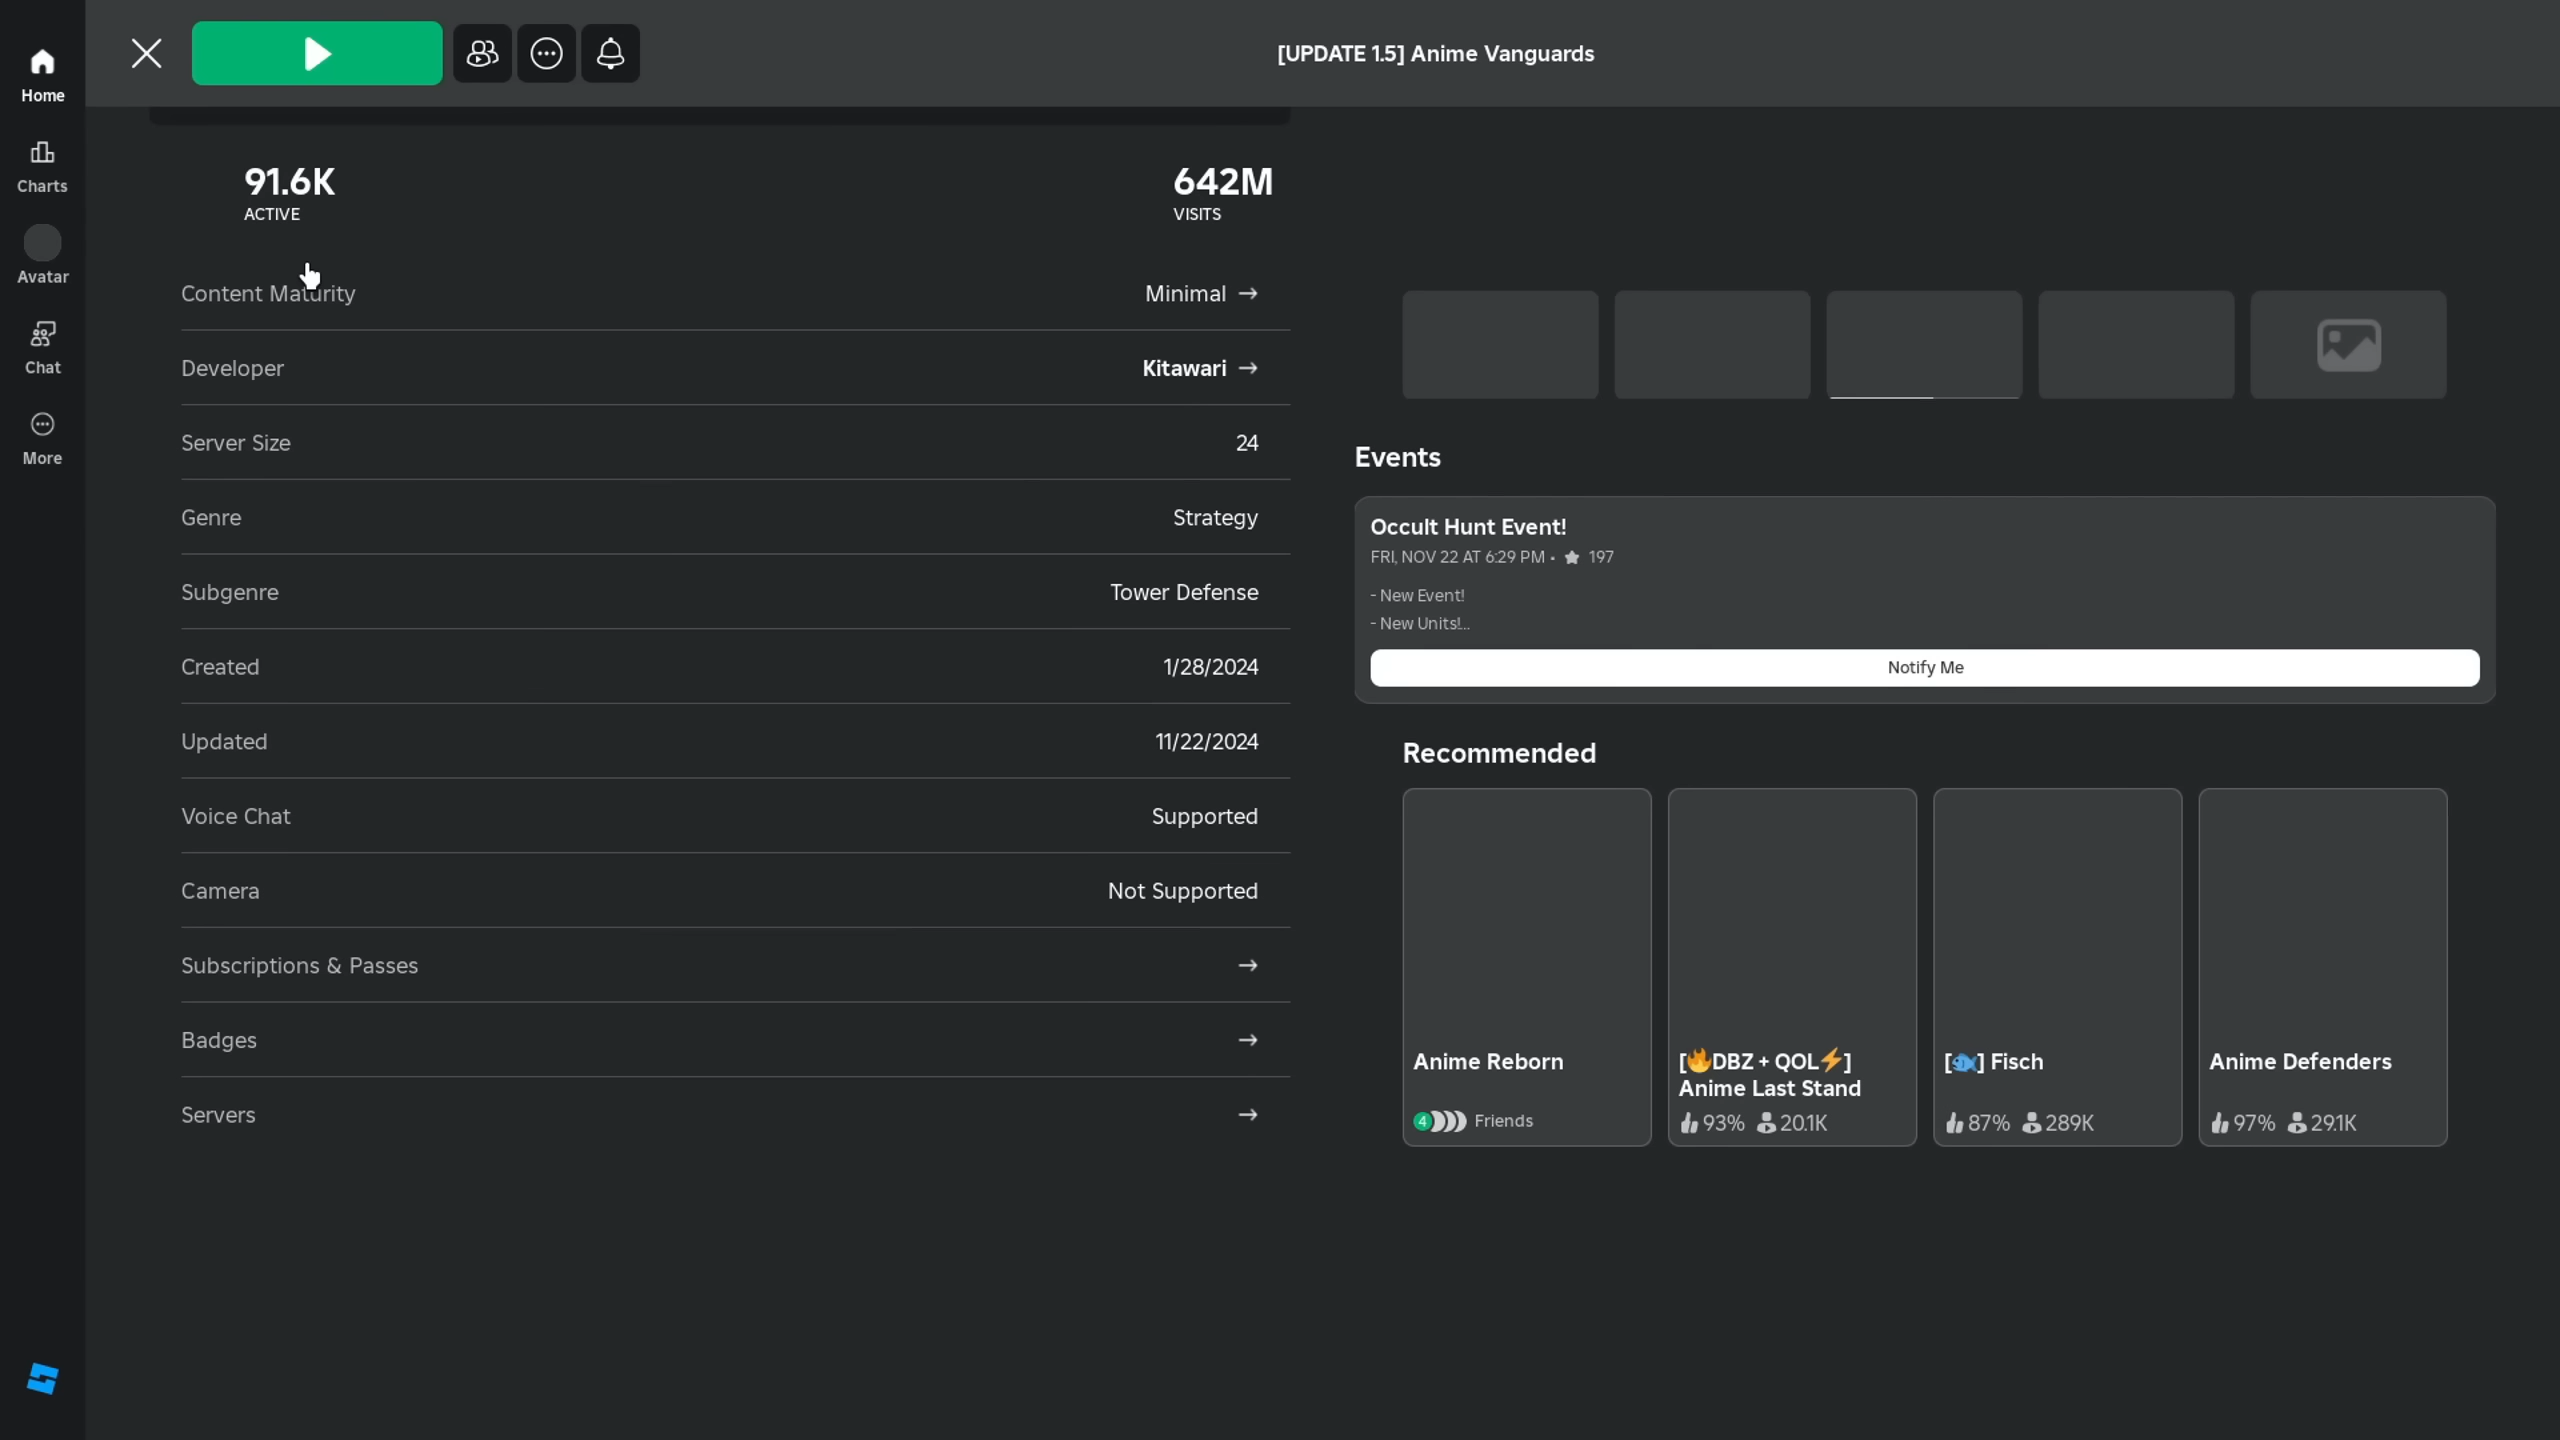 Home
Charts
Avatar
Chat
More
[UPDATE 1.5] Anime Vanguards
91.6K
ACTIVE
642M
VISITS
Content Maturity
Minimal →
Developer
Kitawari →
Server Size
24
Genre
Strategy
Subgenre
Tower Defense
Created
1/28/2024
Updated
11/22/2024
Voice Chat
Supported
Camera
Not Supported
Subscriptions & Passes
→
Badges
→
Servers
→
Events
Occult Hunt Event!
FRI, NOV 22 AT 6:29 PM • ★ 197
- New Event!
- New Units!...
Notify Me
Recommended
Anime Reborn
4 Friends
[🔥DBZ + QOL⚡]
Anime Last Stand
93% 20.1K
[🐟] Fisch
87% 289K
Anime Defenders
97% 29.1K